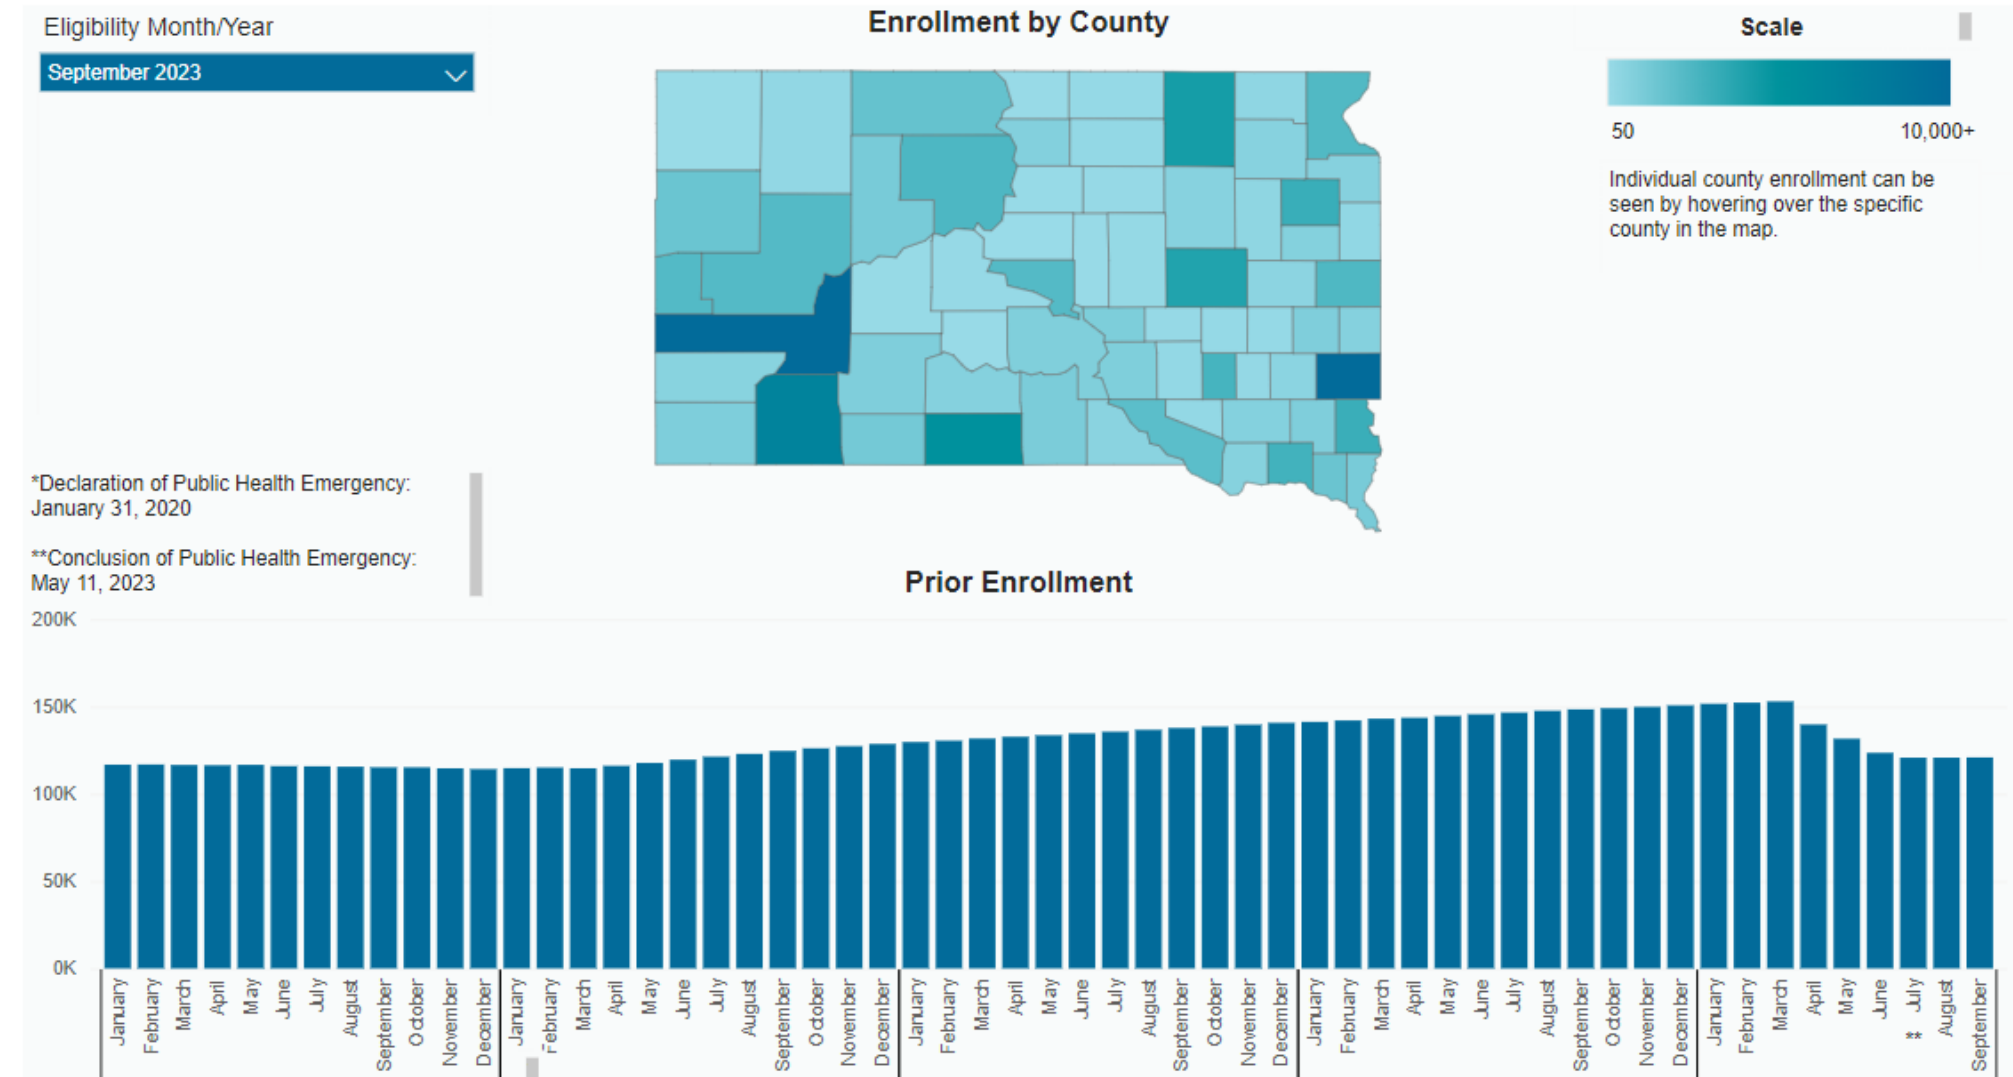 Eligibility Month/Year
September 2023
Enrollment by County
Scale
50 10,000+
Individual county enrollment can be
seen by hovering over the specific
county in the map.
*Declaration of Public Health Emergency:
January 31, 2020
**Conclusion of Public Health Emergency:
May 11, 2023
Prior Enrollment
200K
150K
100K
50K
0K
January
February
March
April
May
June
July
August
September
October
November
December
January
February
March
April
May
June
July
August
September
October
November
December
January
February
March
April
May
June
July
August
September
October
November
December
January
February
March
April
May
June
July
August
September
October
November
December
January
February
March
April
May
June
** July
August
September